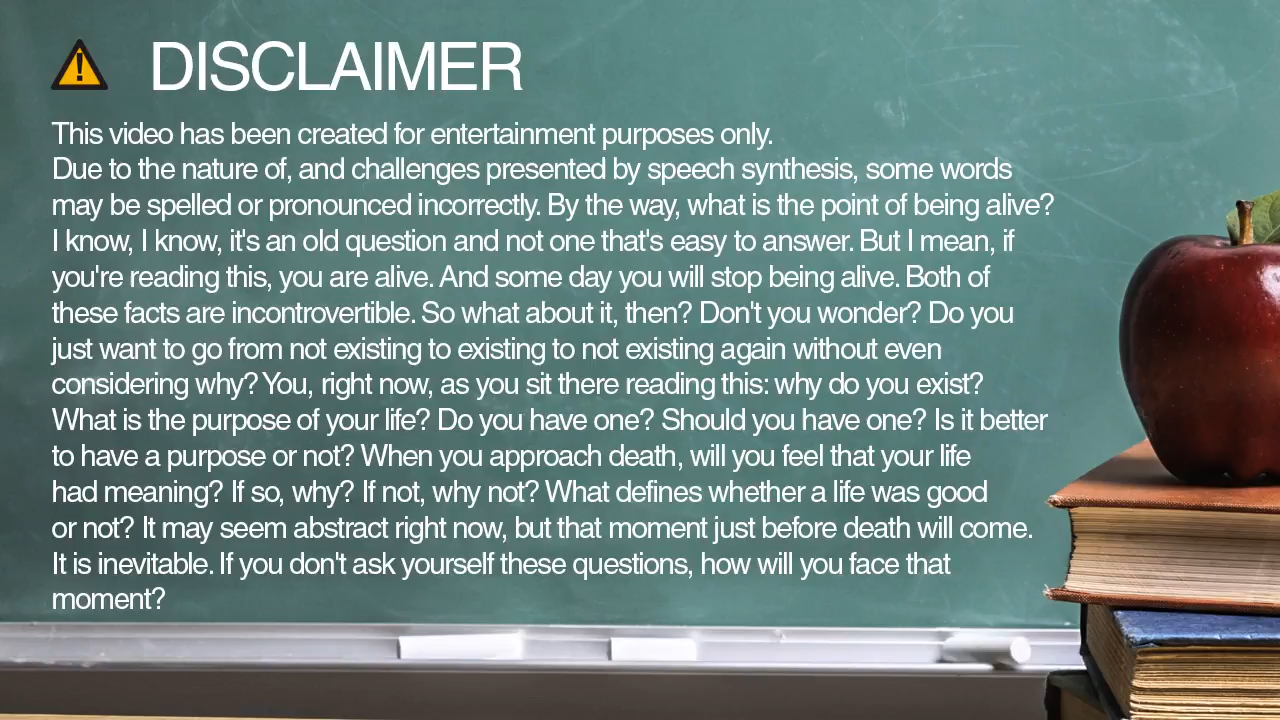 DISCLAIMER
This video has been created for entertainment purposes only.
Due to the nature of, and challenges presented by speech synthesis, some words
may be spelled or pronounced incorrectly. By the way, what is the point of being alive?
I know, I know, it's an old question and not one that's easy to answer. But I mean, if
you're reading this, you are alive. And some day you will stop being alive. Both of
these facts are incontrovertible. So what about it, then? Don't you wonder? Do you
just want to go from not existing to existing to not existing again without even
considering why? You, right now, as you sit there reading this: why do you exist?
What is the purpose of your life? Do you have one? Should you have one? Is it better
to have a purpose or not? When you approach death, will you feel that your life
had meaning? If so, why? If not, why not? What defines whether a life was good
or not? It may seem abstract right now, but that moment just before death will come.
It is inevitable. If you don't ask yourself these questions, how will you face that
moment?